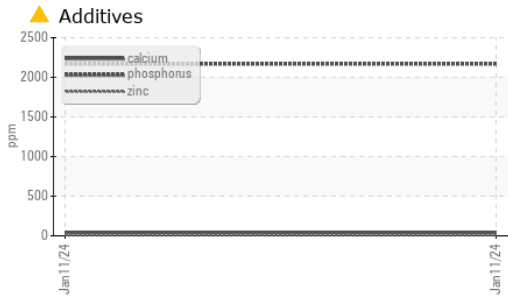 Additives
2500
2000
1500
1000
500
0
ppm
calcium
phosphorus
zinc
Jan11/24
Jan11/24